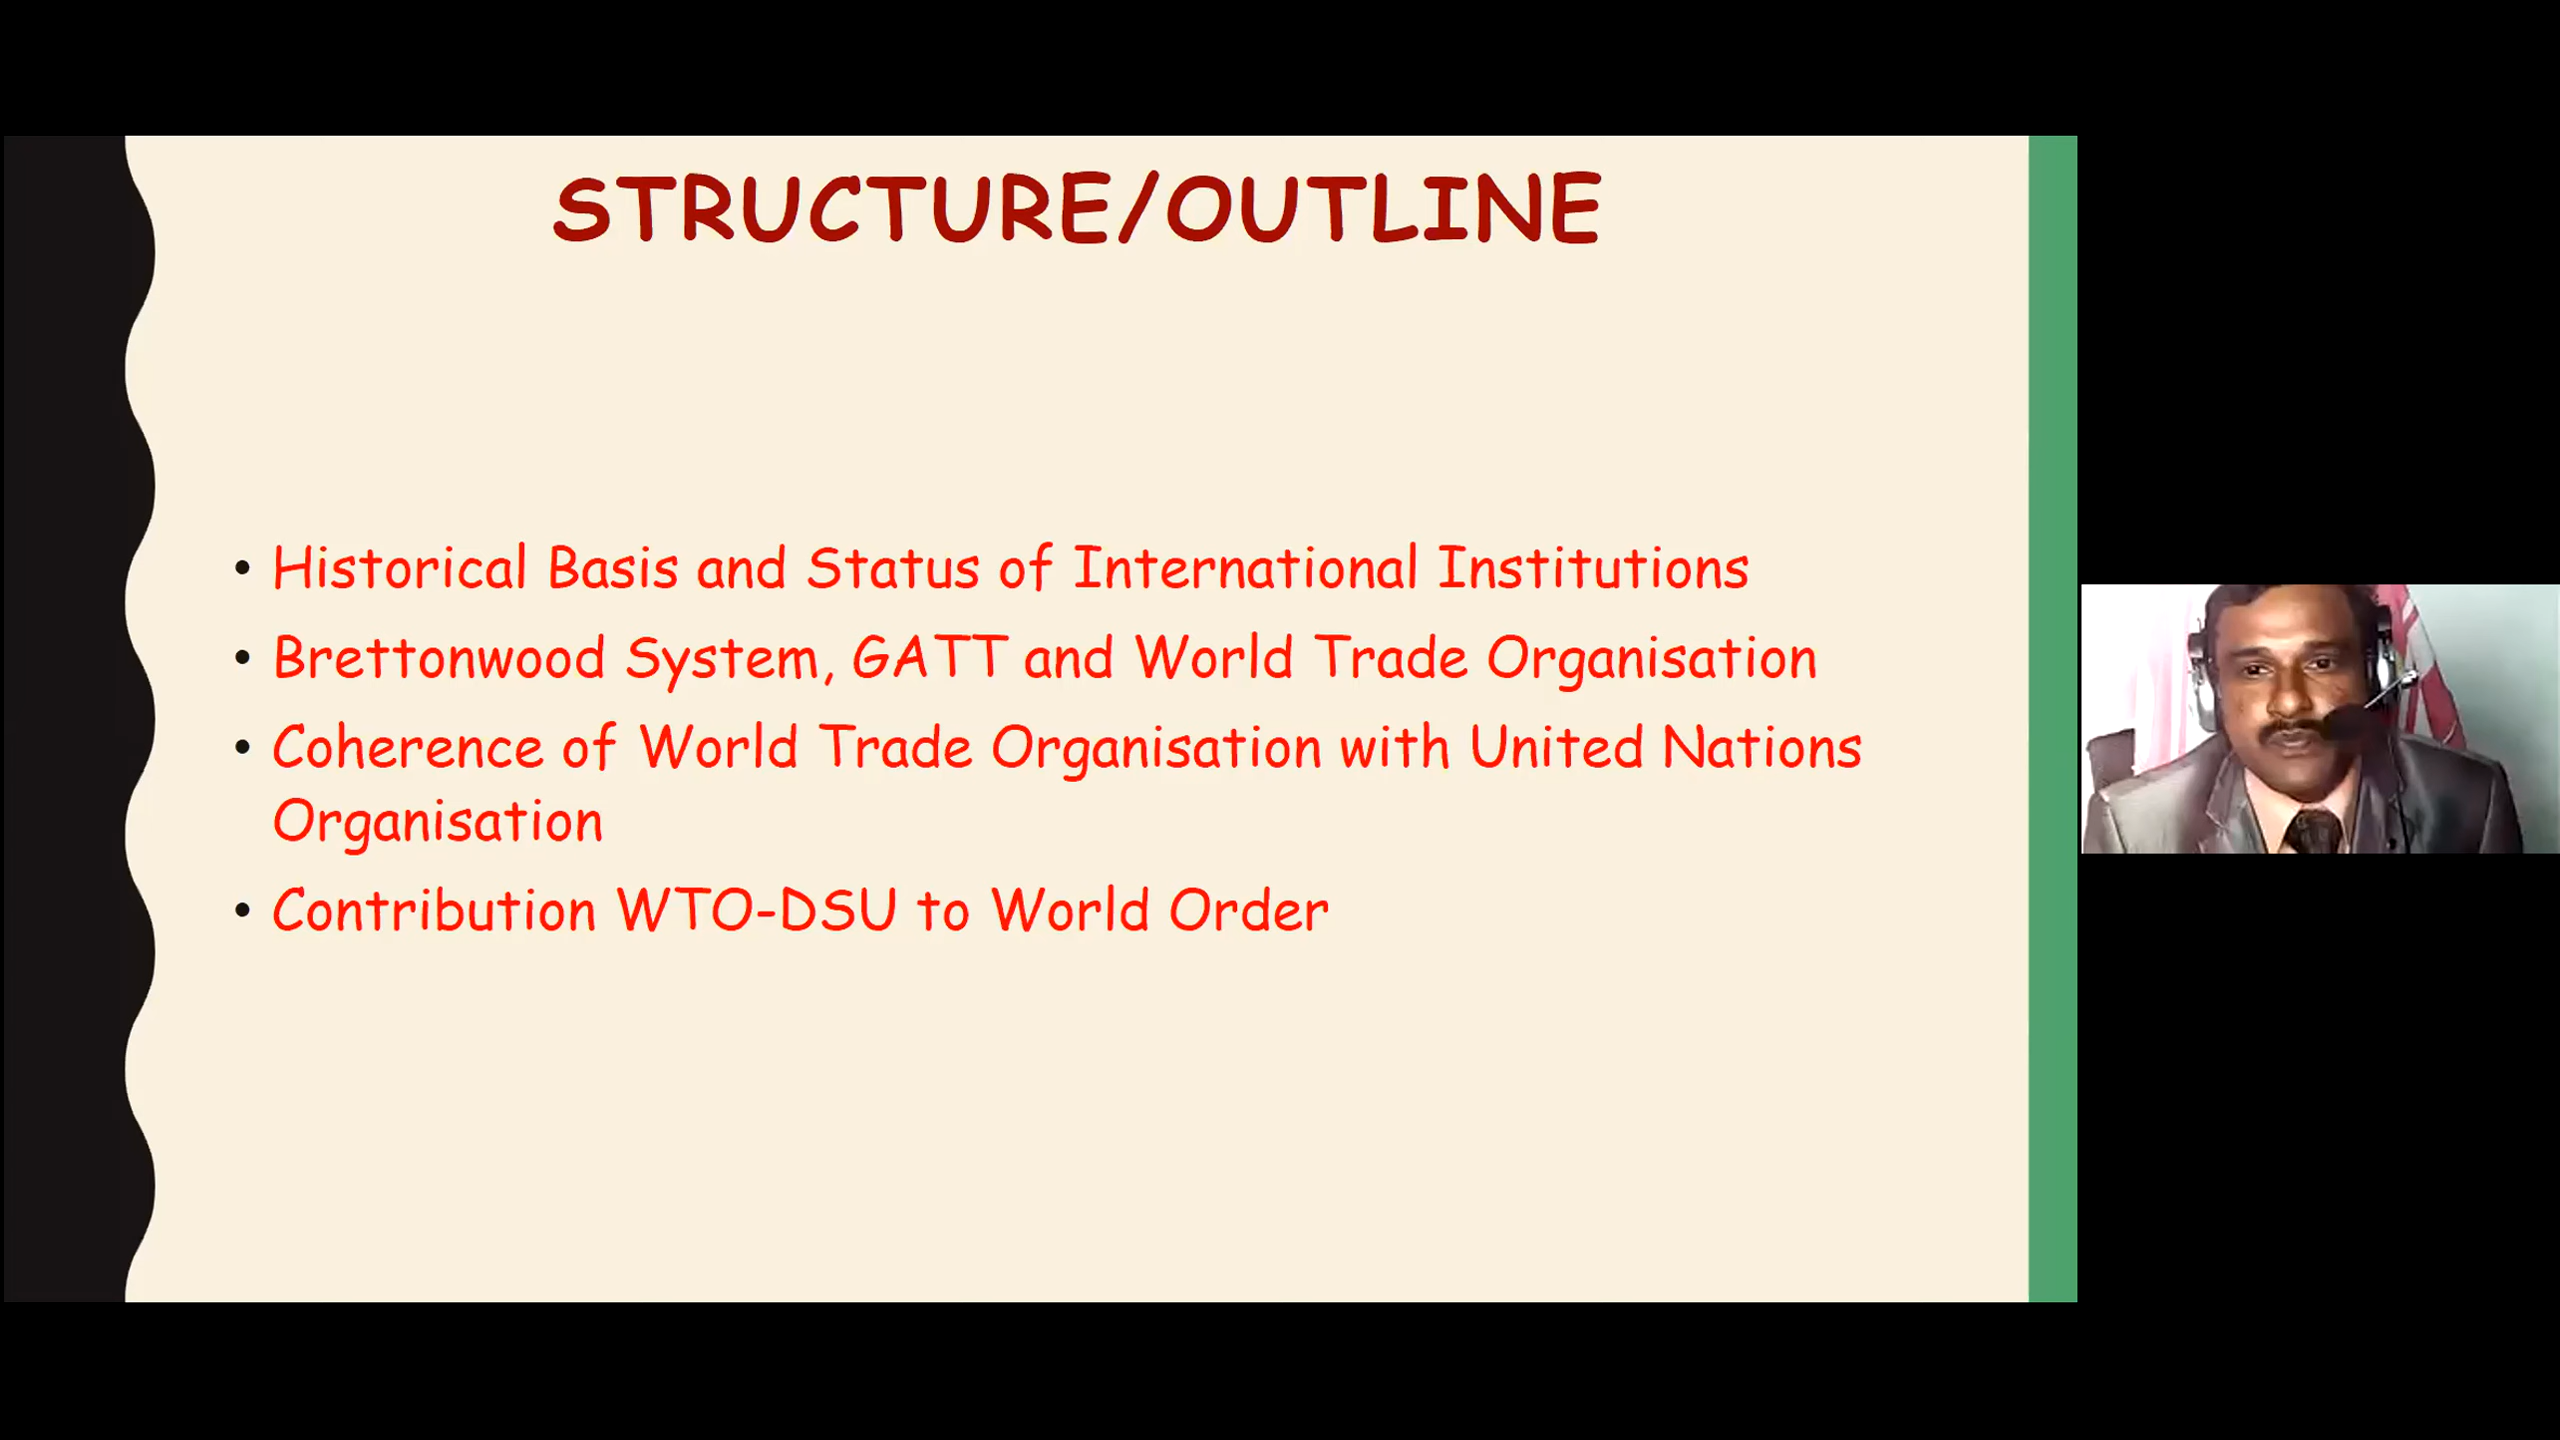 STRUCTURE/OUTLINE
• Historical Basis and Status of International Institutions
• Brettonwood System, GATT and World Trade Organisation
• Coherence of World Trade Organisation with United Nations
Organisation
• Contribution WTO-DSU to World Order